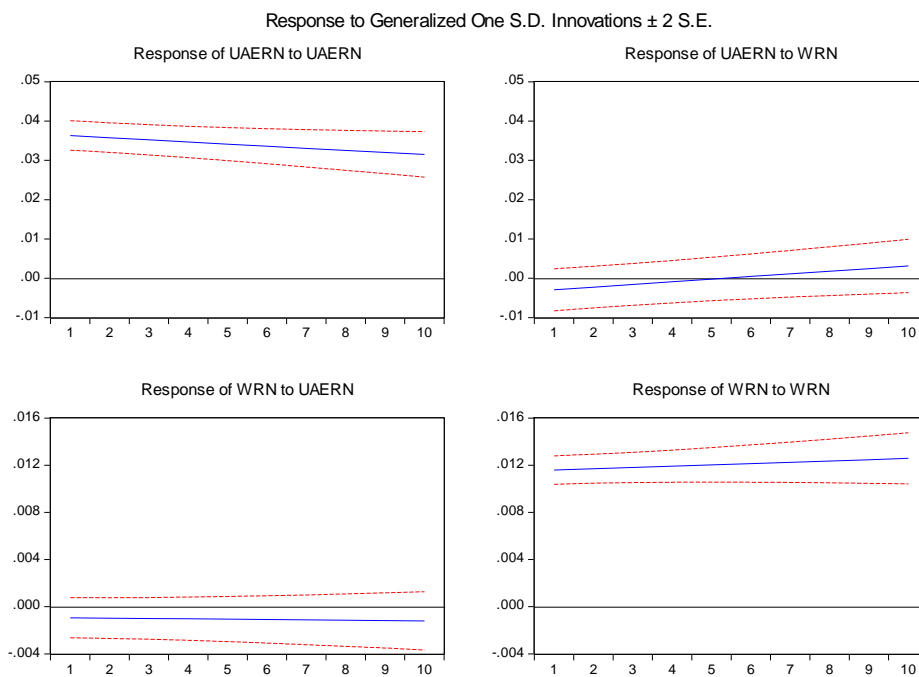 Response to Generalized One S.D. Innovations ± 2 S.E.
Response of UAERN to UAERN
.05
.04
.03
.02
.01
.00
-.01
1 2 3 4 5 6 7 8 9 10
Response of UAERN to WRN
.05
.04
.03
.02
.01
.00
-.01
1 2 3 4 5 6 7 8 9 10
Response of WRN to UAERN
.016
.012
.008
.004
.000
-.004
1 2 3 4 5 6 7 8 9 10
Response of WRN to WRN
.016
.012
.008
.004
.000
-.004
1 2 3 4 5 6 7 8 9 10